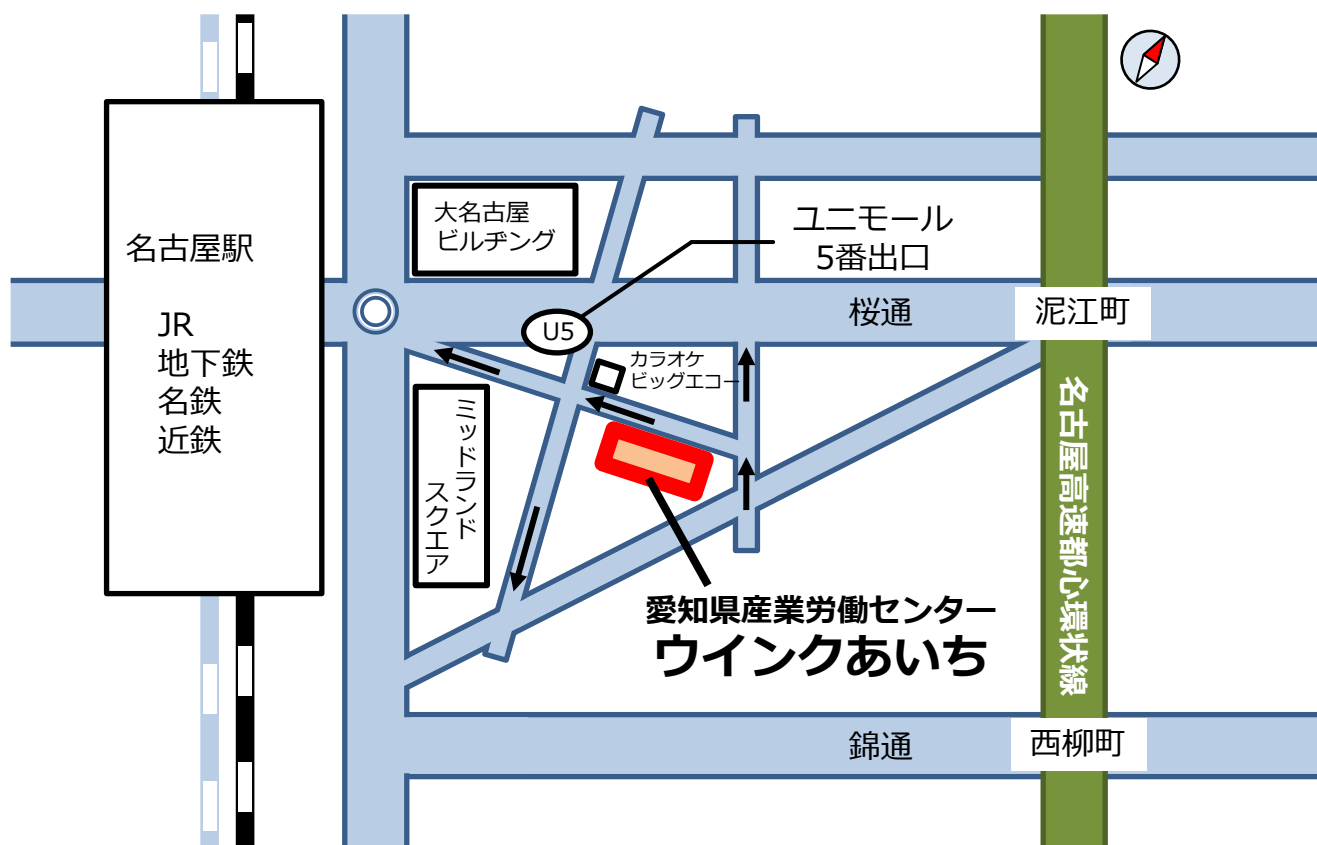 名古屋駅
JR
地下鉄
名鉄
近鉄
大名古屋
ビルヂング
ユニモール
5番出口
U5
桜通
泥江町
カラオケ
ビッグエコー
ミッドランド
スクエア
名古屋高速都心環状線
愛知県産業労働センター
ウインクあいち
錦通
西柳町